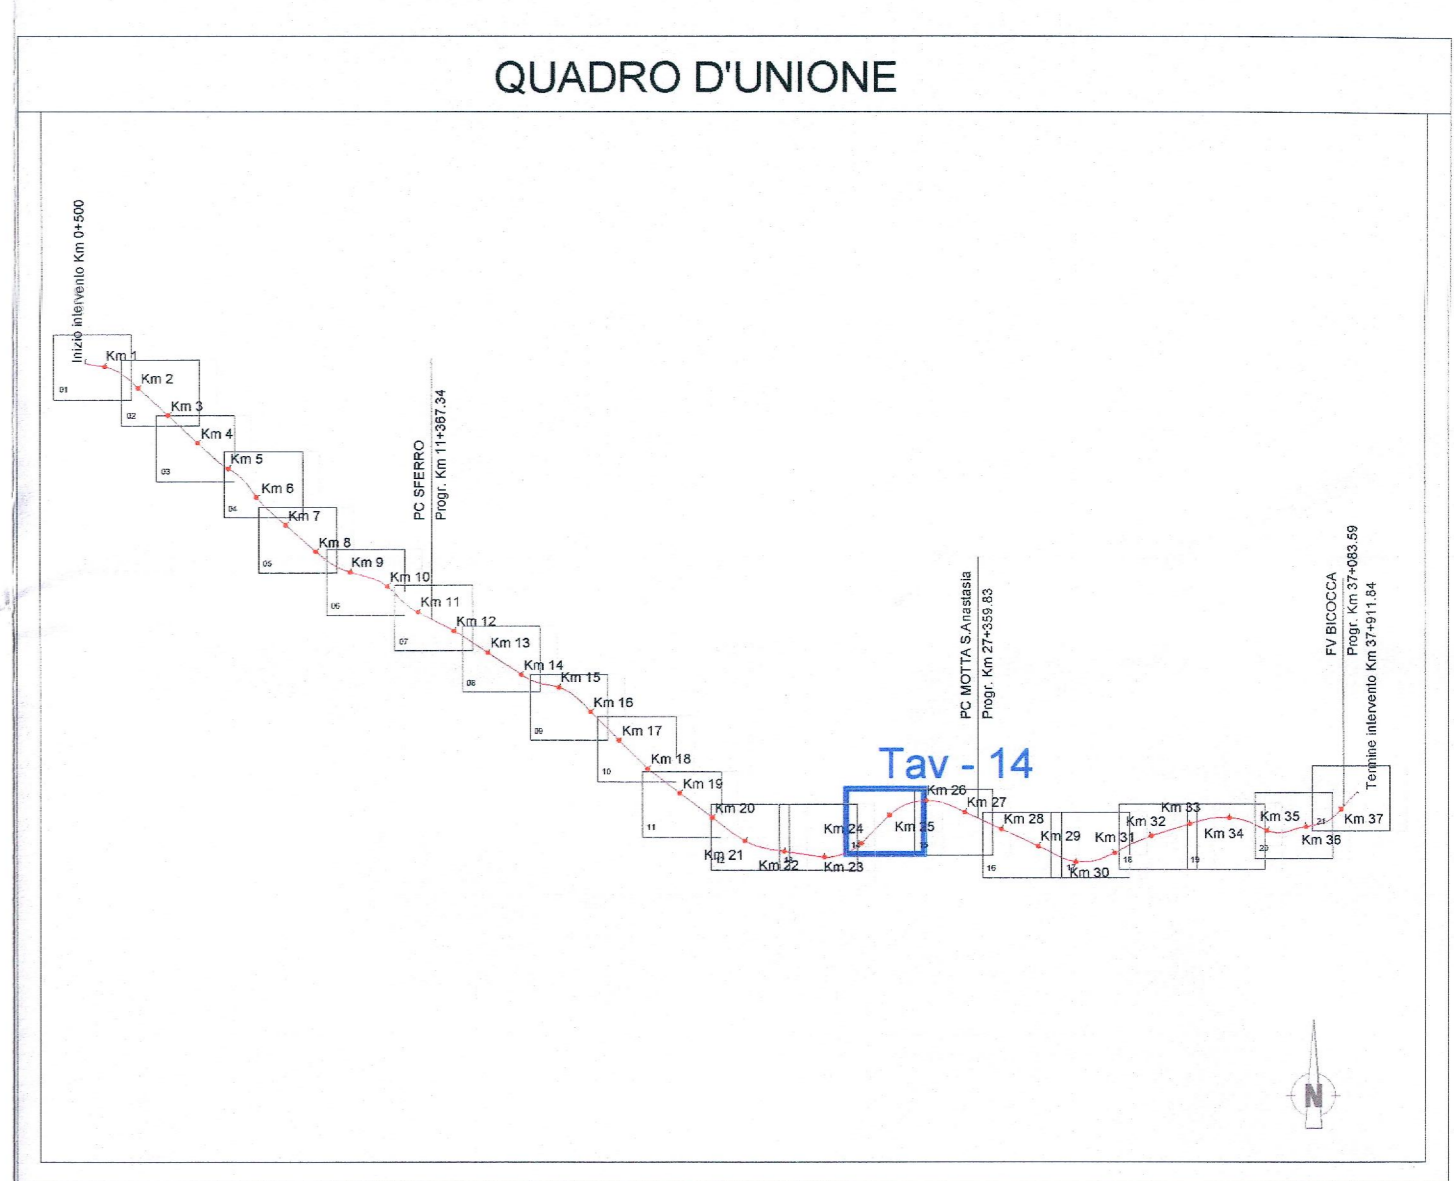 QUADRO D'UNIONE
Inizio intervento Km 0+500
Km 1
01
Km 2
02
Km 3
03
Km 4
Km 5
04
Km 6
Km 7
05
Km 8
Km 9
06
PC SFERRO
Progr. Km 11+367.34
Km 10
Km 11
07
Km 12
Km 13
08
Km 14
Km 15
09
Km 16
Km 17
10
Km 18
Km 19
11
Km 20
Km 21
12
Km 22
13
Km 23
Km 24
14
Tav - 14
Km 25
15
Km 26
PC MOTTA S.Anastasia
Progr. Km 27+359.83
Km 27
Km 28
16
Km 29
17
Km 30
Km 31
18
Km 32
Km 33
19
Km 34
Km 35
20
Km 36
21
Km 37
FV BICOCCA
Progr. Km 37+083.59
Termine intervento Km 37+911.84
N